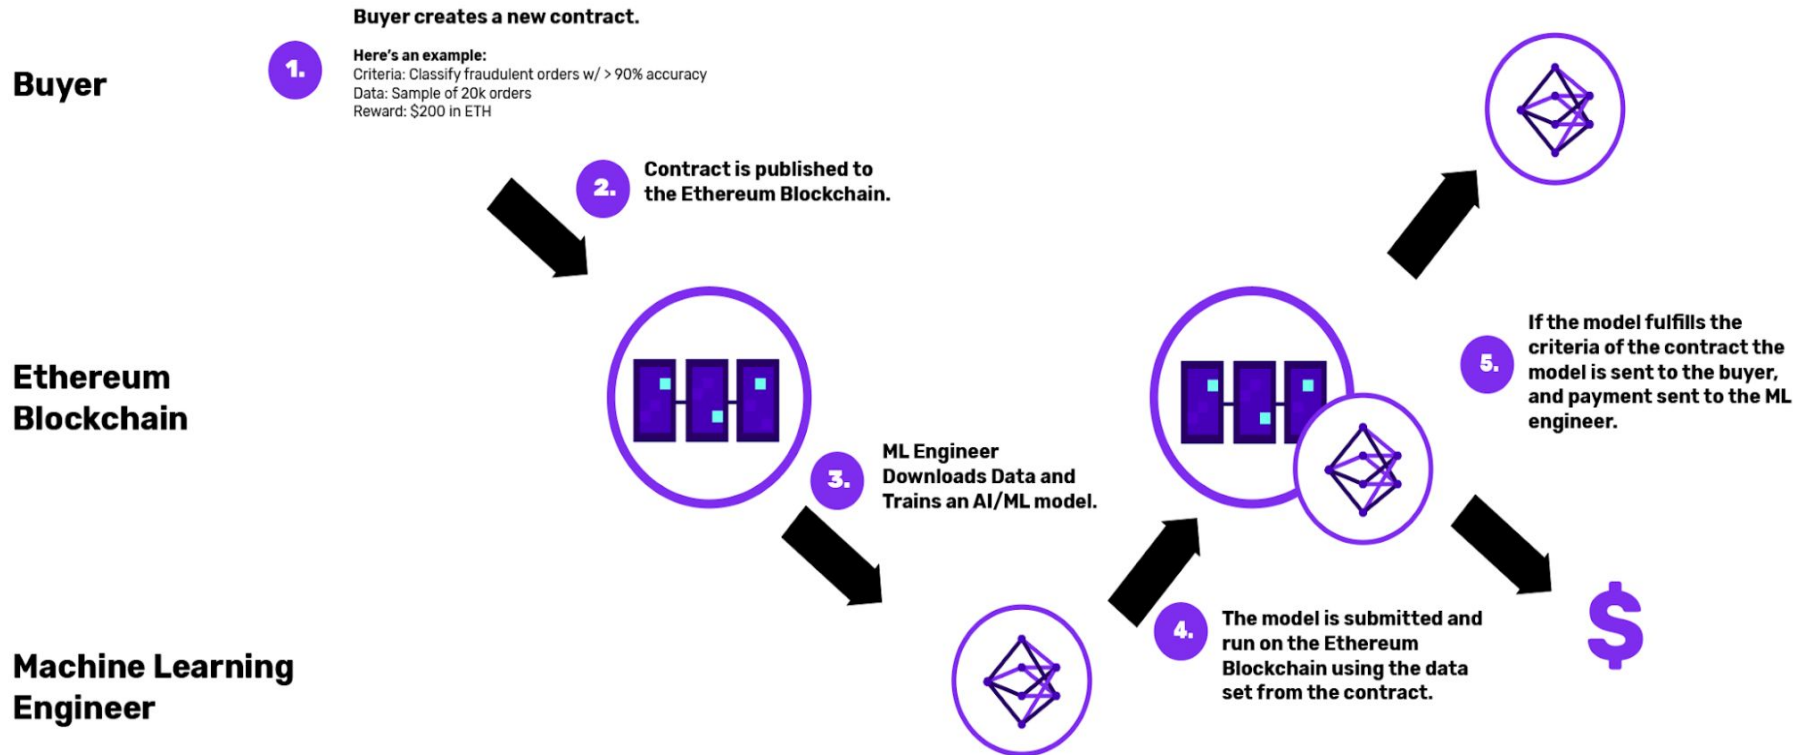 Buyer
1.
Buyer creates a new contract.
Here's an example:
Criteria: Classify fraudulent orders w/ > 90% accuracy
Data: Sample of 20k orders
Reward: $200 in ETH
2.
Contract is published to
the Ethereum Blockchain.
Ethereum
Blockchain
3.
ML Engineer
Downloads Data and
Trains an AI/ML model.
5.
If the model fulfills the
criteria of the contract the
model is sent to the buyer,
and payment sent to the ML
engineer.
Machine Learning
Engineer
4.
The model is submitted and
run on the Ethereum
Blockchain using the data
set from the contract.
$